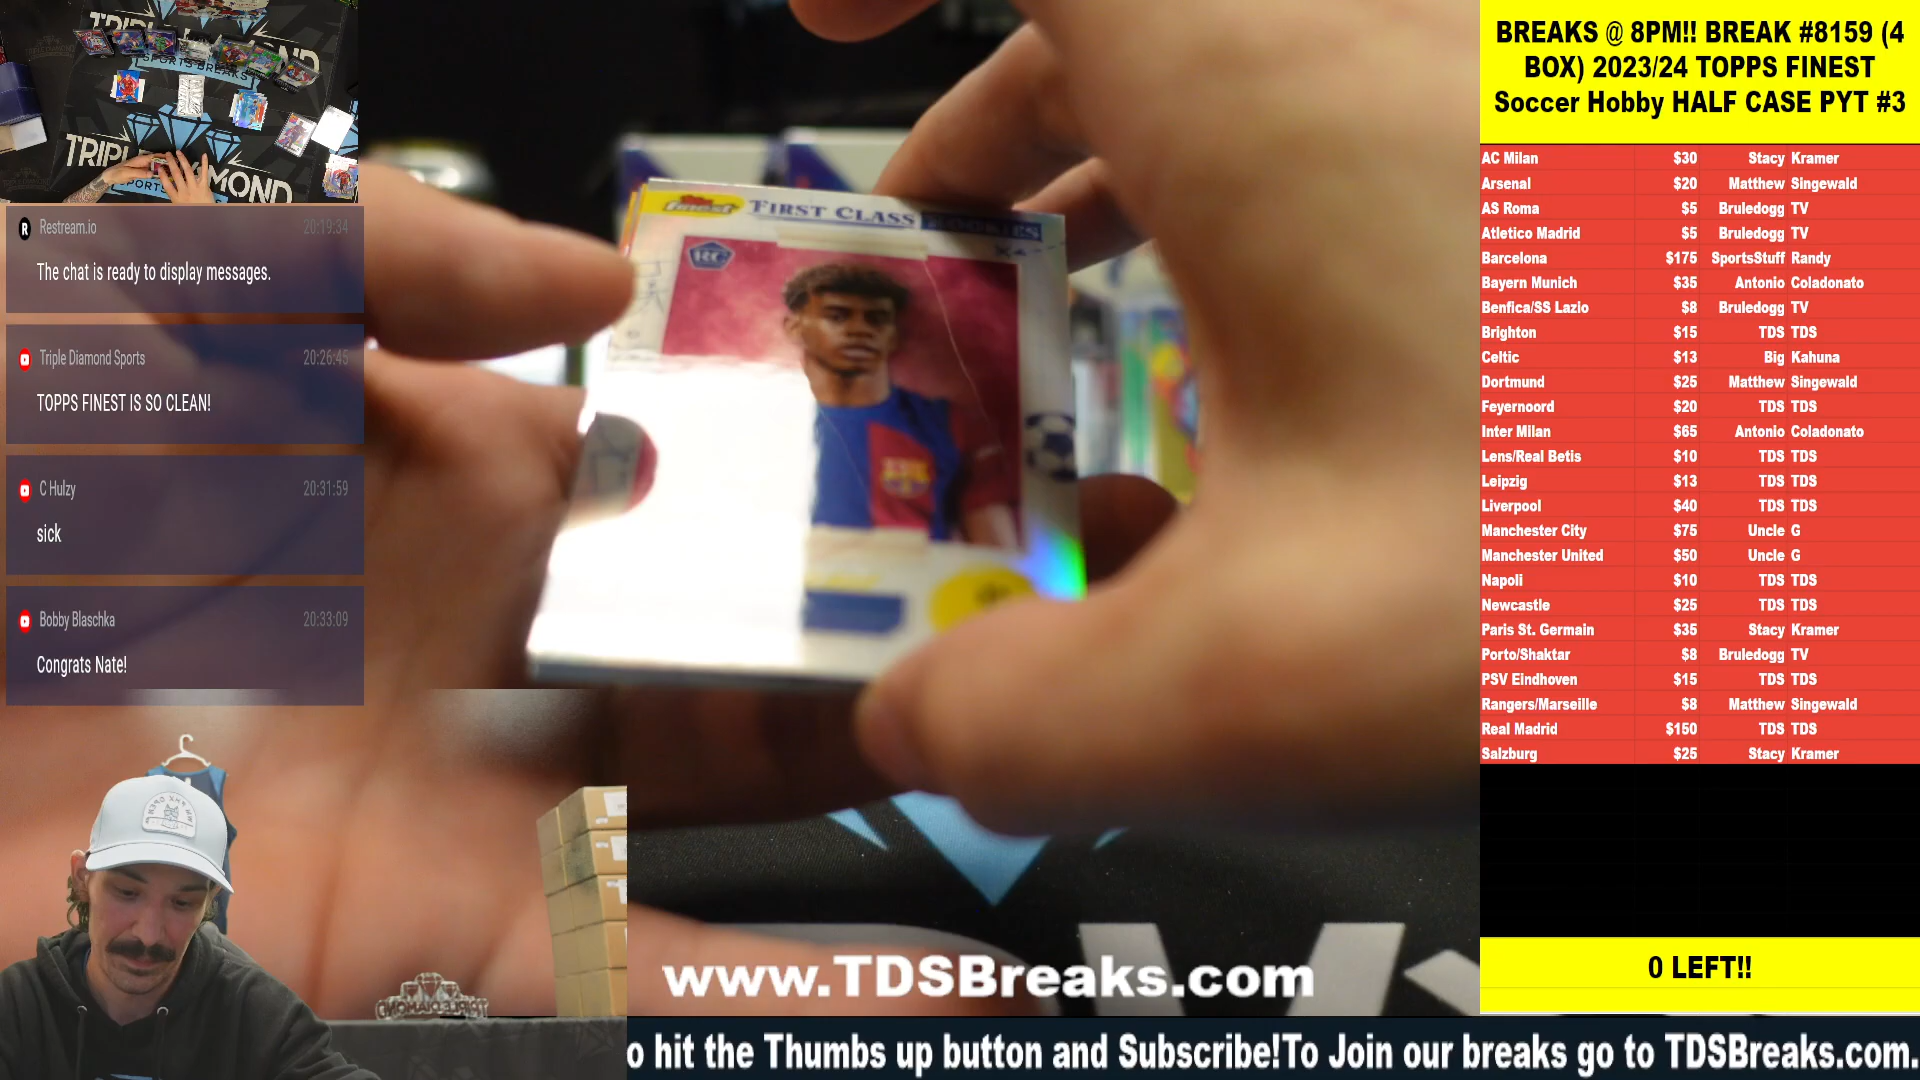 TRIPLE DIAMOND
SPORTS BREAKS
Restream.io 20:19:34
The chat is ready to display messages.
Triple Diamond Sports 20:26:45
TOPPS FINEST IS SO CLEAN!
C Hulzy 20:31:59
sick
Bobby Blaschka 20:33:09
Congrats Nate!
finest FIRST CLASS ROOKIES
RC
www.TDSBreaks.com
o hit the Thumbs up button and Subscribe!To Join our breaks go to TDSBreaks.com.
BREAKS @ 8PM!! BREAK #8159 (4
BOX) 2023/24 TOPPS FINEST
Soccer Hobby HALF CASE PYT #3
AC Milan $30 Stacy Kramer
Arsenal $20 Matthew Singewald
AS Roma $5 Bruledogg TV
Atletico Madrid $5 Bruledogg TV
Barcelona $175 SportsStuff Randy
Bayern Munich $35 Antonio Coladonato
Benfica/SS Lazio $8 Bruledogg TV
Brighton $15 TDS TDS
Celtic $13 Big Kahuna
Dortmund $25 Matthew Singewald
Feyernoord $20 TDS TDS
Inter Milan $65 Antonio Coladonato
Lens/Real Betis $10 TDS TDS
Leipzig $13 TDS TDS
Liverpool $40 TDS TDS
Manchester City $75 Uncle G
Manchester United $50 Uncle G
Napoli $10 TDS TDS
Newcastle $25 TDS TDS
Paris St. Germain $35 Stacy Kramer
Porto/Shaktar $8 Bruledogg TV
PSV Eindhoven $15 TDS TDS
Rangers/Marseille $8 Matthew Singewald
Real Madrid $150 TDS TDS
Salzburg $25 Stacy Kramer
0 LEFT!!